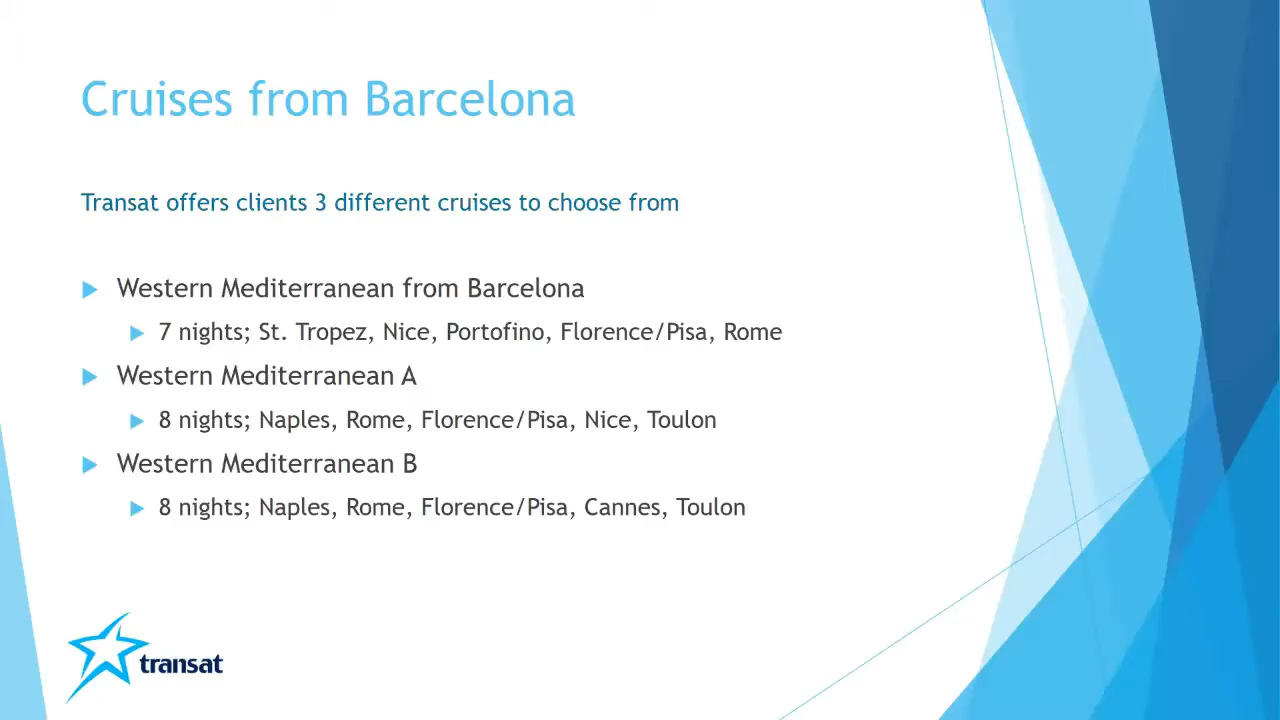 Cruises from Barcelona
Transat offers clients 3 different cruises to choose from
Western Mediterranean from Barcelona
7 nights; St. Tropez, Nice, Portofino, Florence/Pisa, Rome
Western Mediterranean A
8 nights; Naples, Rome, Florence/Pisa, Nice, Toulon
Western Mediterranean B
8 nights; Naples, Rome, Florence/Pisa, Cannes, Toulon
transat